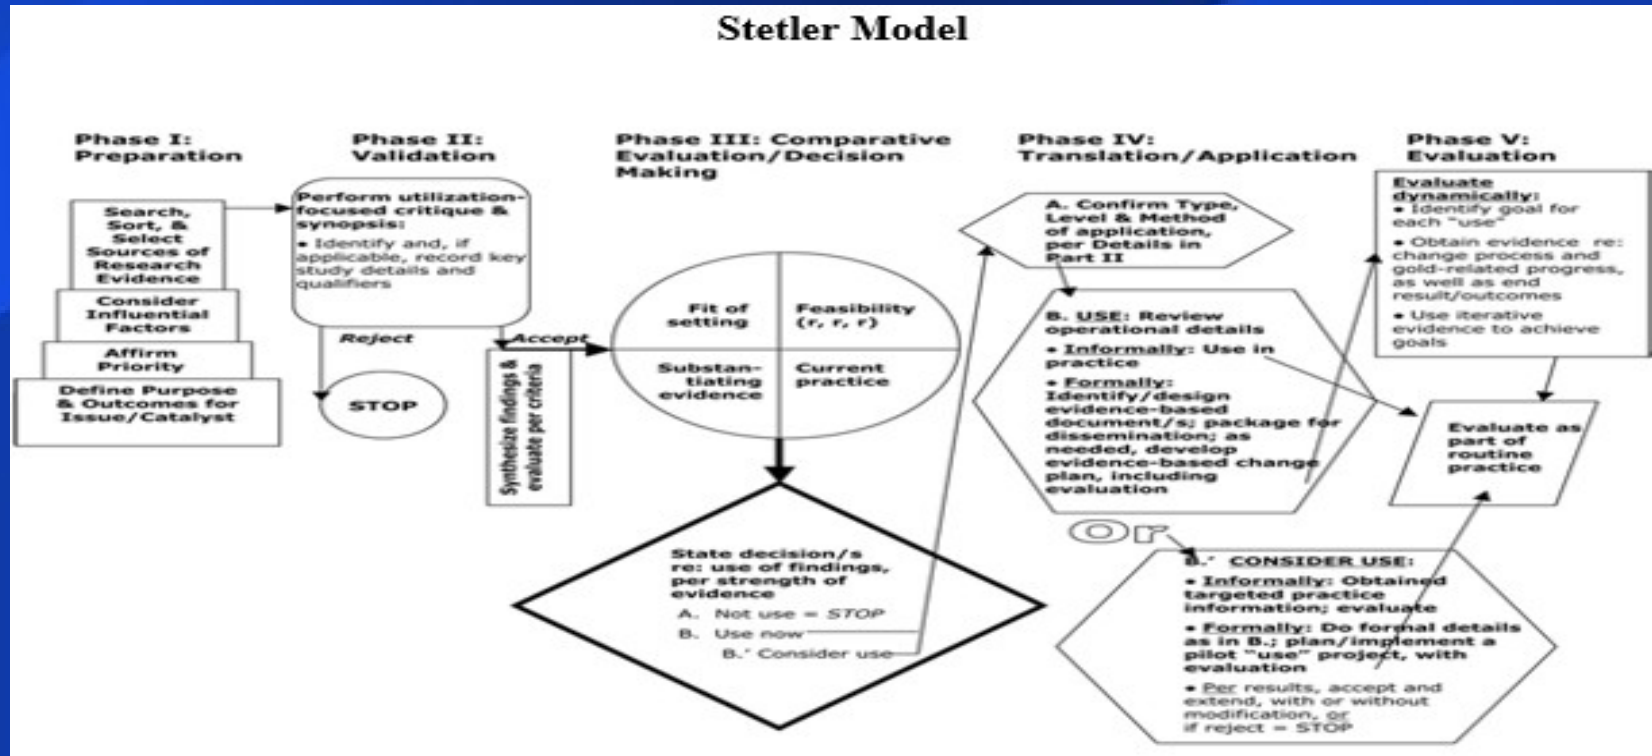 Stetler Model
Phase I:
Preparation
Search,
Sort, &
Select
Sources of
Research
Evidence
Consider
Influential
Factors
Affirm
Priority
Define Purpose
& Outcomes for
Issue/Catalyst
Phase II:
Validation
Perform utilization-
focused critique &
synopsis:
• Identify and, if
applicable, record key
study details and
qualifiers
Reject
STOP
Accept
Synthesize findings &
evaluate per criteria
Phase III: Comparative
Evaluation/Decision
Making
Fit of
setting
Feasibility
(r, r, r)
Substan-
tiating
evidence
Current
practice
State decision/s
re: use of findings,
per strength of
evidence
A. Not use = STOP
B. Use now
B.' Consider use
Phase IV:
Translation/Application
A. Confirm Type,
Level & Method
of application,
per Details in
Part II
B. USE: Review
operational details
• Informally: Use in
practice
• Formally:
Identify/design
evidence-based
document/s; package for
dissemination; as
needed, develop
evidence-based change
plan, including
evaluation
Or
B.' CONSIDER USE:
• Informally: Obtained
targeted practice
information; evaluate
• Formally: Do formal details
as in B.; plan/implement a
pilot "use" project, with
evaluation
• Per results, accept and
extend, with or without
modification, or
if reject = STOP
Phase V:
Evaluation
Evaluate
dynamically:
• Identify goal for
each "use"
• Obtain evidence re:
change process and
gold-related progress,
as well as end
result/outcomes
• Use iterative
evidence to achieve
goals
Evaluate as
part of
routine
practice